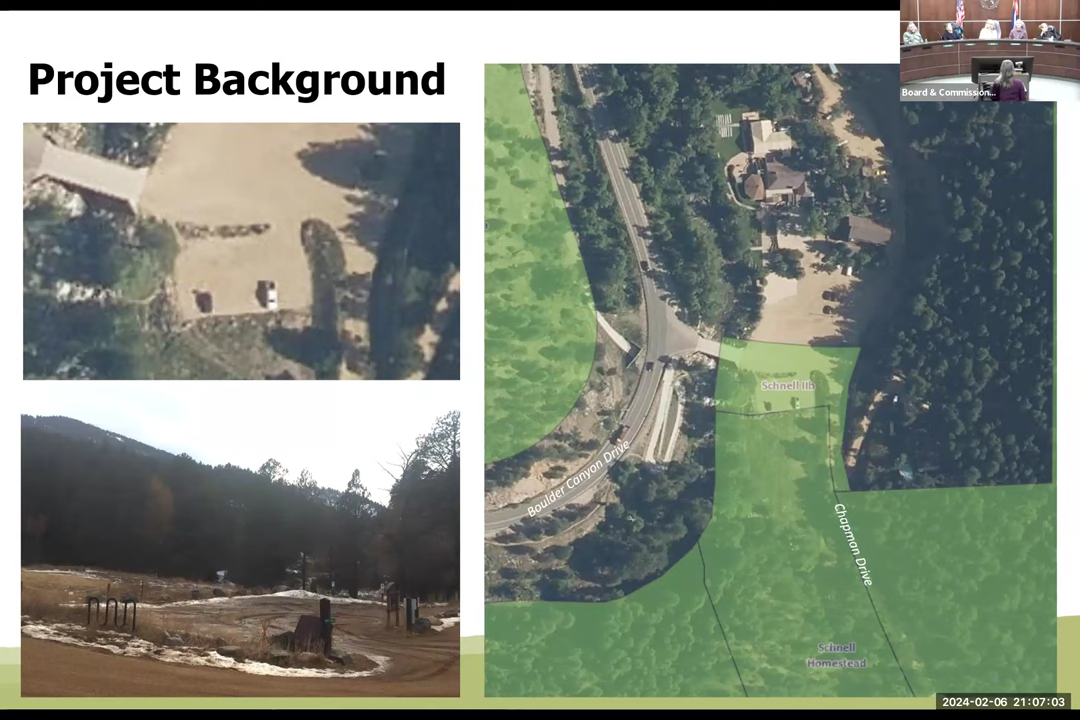 Project Background
Board & Commission...
Schnell IIb
Boulder Canyon Drive
Chapman Drive
Schnell
Homestead
2024-02-06 21:07:03